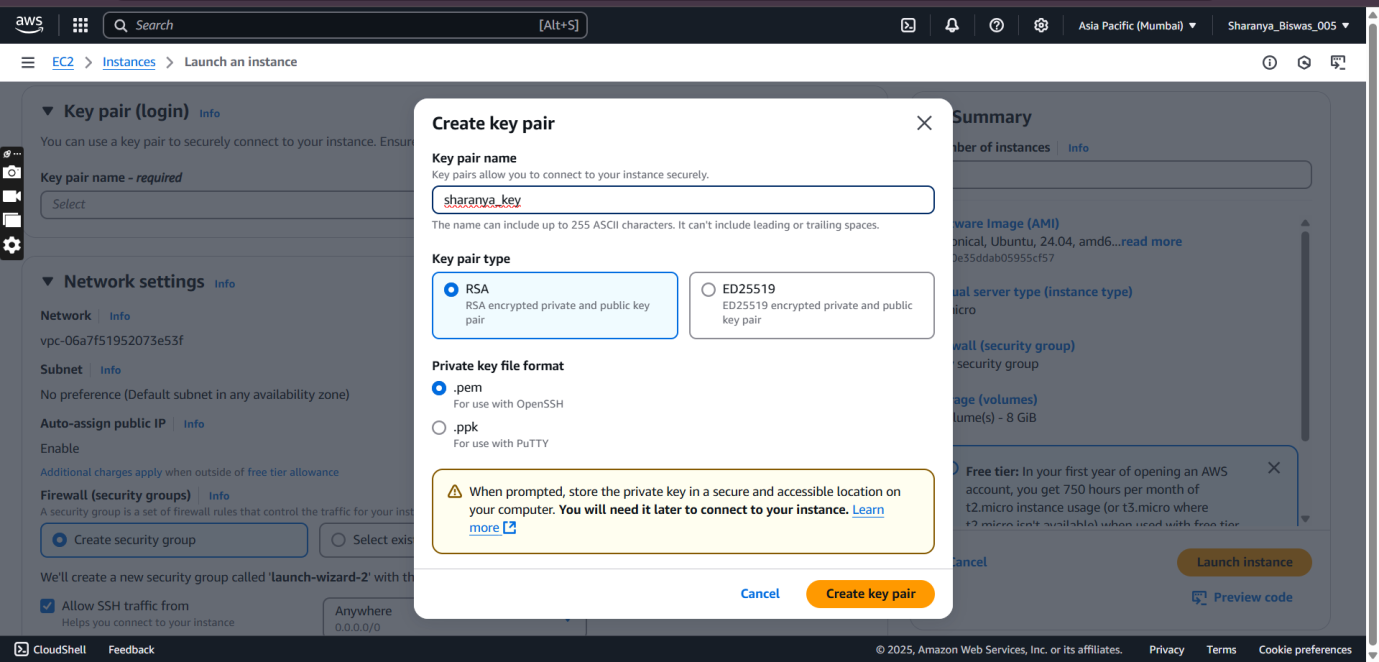 aws
Search
[Alt+S]
Asia Pacific (Mumbai)
Sharanya_Biswas_005
EC2
Instances
Launch an instance
Key pair (login)
Info
You can use a key pair to securely connect to your instance. Ensure
Key pair name - required
Select
Network settings
Info
Network
Info
vpc-06a7f51952073e53f
Subnet
Info
No preference (Default subnet in any availability zone)
Auto-assign public IP
Info
Enable
Additional charges apply when outside of free tier allowance
Firewall (security groups)
Info
A security group is a set of firewall rules that control the traffic for your inst
Create security group
Select exis
We'll create a new security group called 'launch-wizard-2' with th
Allow SSH traffic from
Helps you connect to your instance
Anywhere
0.0.0.0/0
Create key pair
Key pair name
Key pairs allow you to connect to your instance securely.
sharanya_key
The name can include up to 255 ASCII characters. It can't include leading or trailing spaces.
Key pair type
RSA
RSA encrypted private and public key
pair
ED25519
ED25519 encrypted private and public
key pair
Private key file format
.pem
For use with OpenSSH
.ppk
For use with PuTTY
When prompted, store the private key in a secure and accessible location on
your computer. You will need it later to connect to your instance. Learn
more
Cancel
Create key pair
Summary
ber of instances
Info
ware Image (AMI)
onical, Ubuntu, 24.04, amd6...read more
0e35ddab05955cf57
ual server type (instance type)
icro
wall (security group)
security group
age (volumes)
lume(s) - 8 GiB
Free tier: In your first year of opening an AWS
account, you get 750 hours per month of
t2.micro instance usage (or t3.micro where
t2.micro isn't available) when used with free tier
Cancel
Launch instance
Preview code
CloudShell
Feedback
© 2025, Amazon Web Services, Inc. or its affiliates.
Privacy
Terms
Cookie preferences